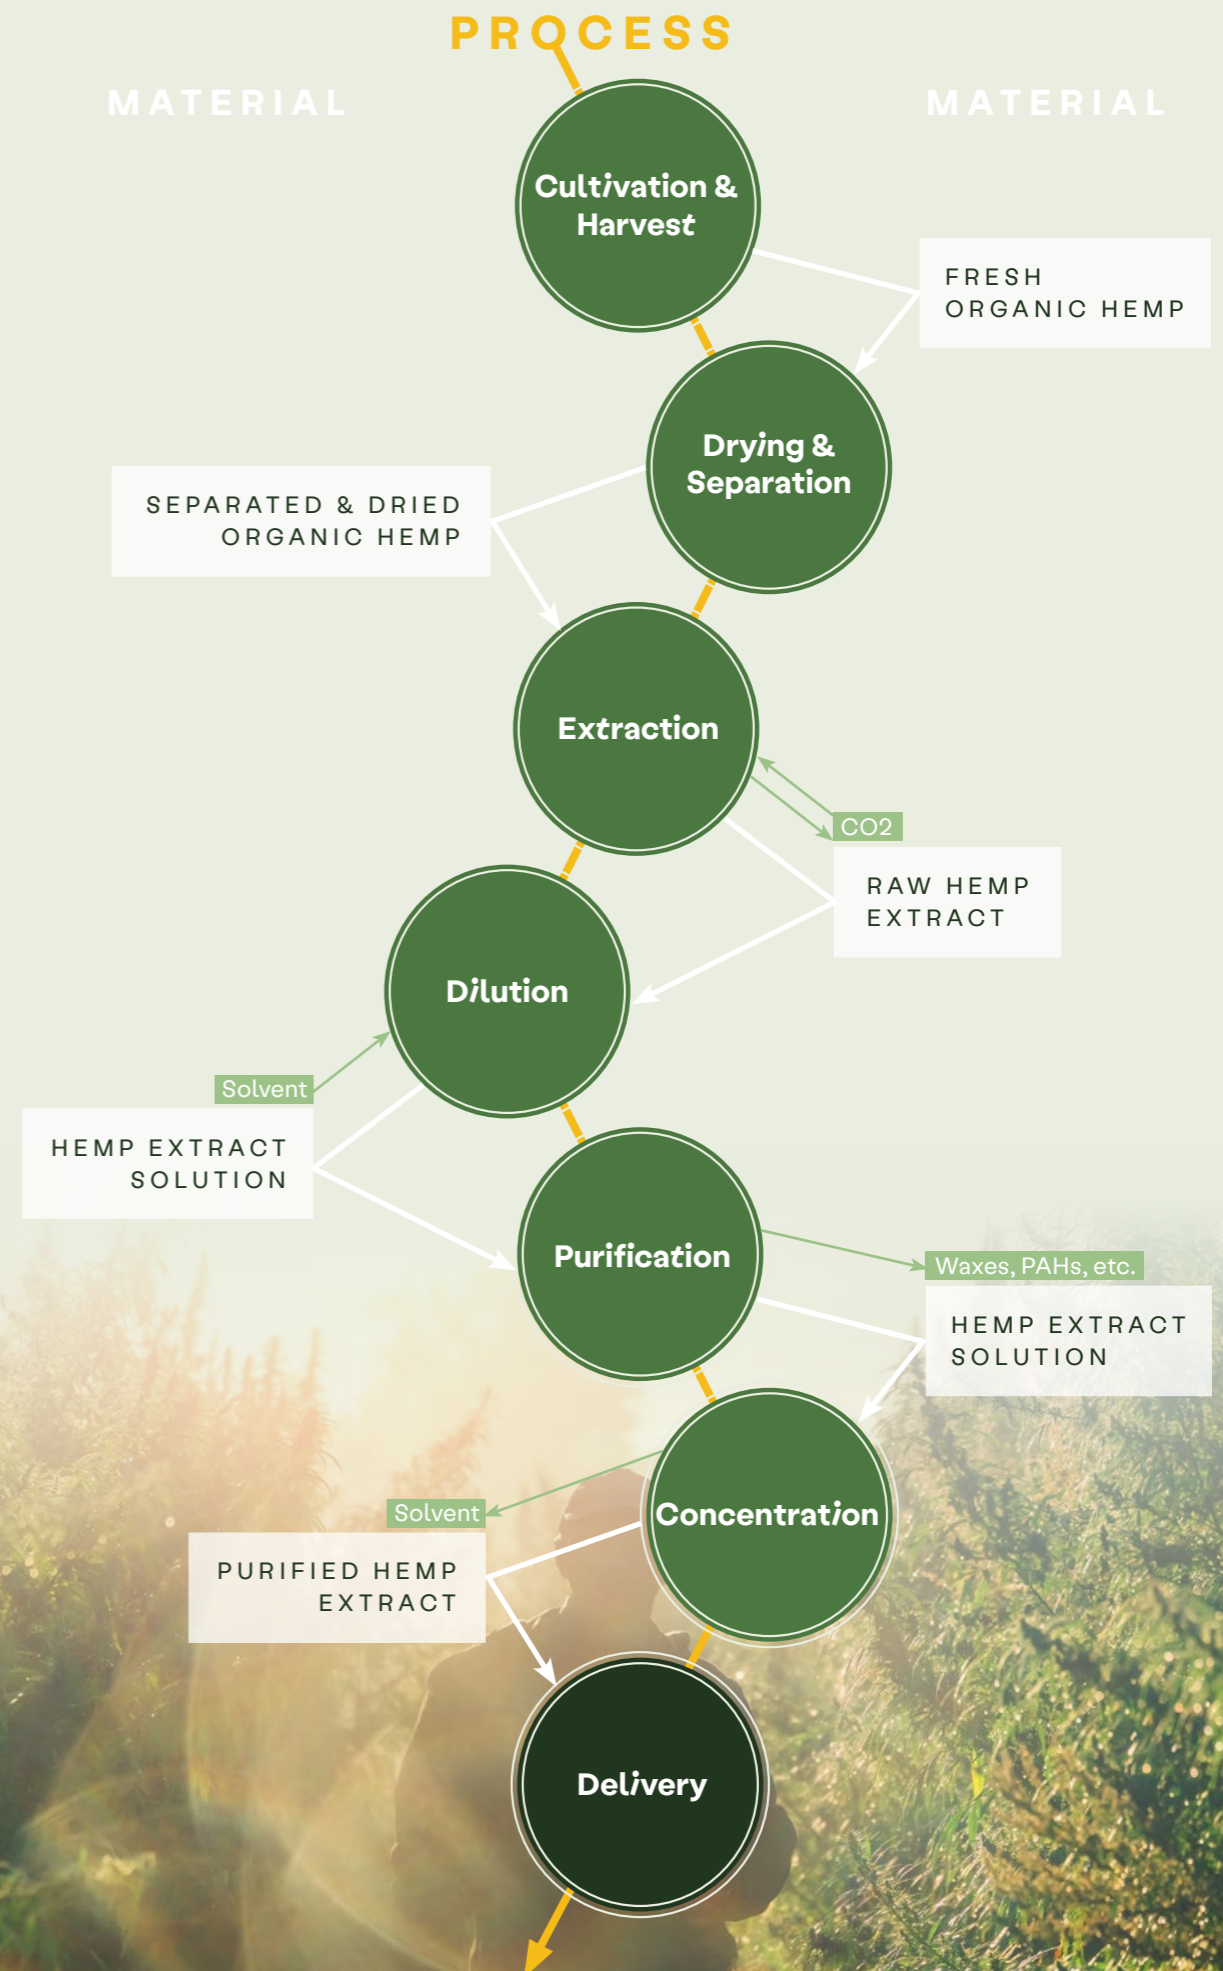 PROCESS
MATERIAL
MATERIAL
Cultivation &
Harvest
FRESH
ORGANIC HEMP
Drying &
Separation
SEPARATED & DRIED
ORGANIC HEMP
Extraction
CO2
RAW HEMP
EXTRACT
Dilution
Solvent
HEMP EXTRACT
SOLUTION
Purification
Waxes, PAHs, etc.
HEMP EXTRACT
SOLUTION
Concentration
Solvent
PURIFIED HEMP
EXTRACT
Delivery